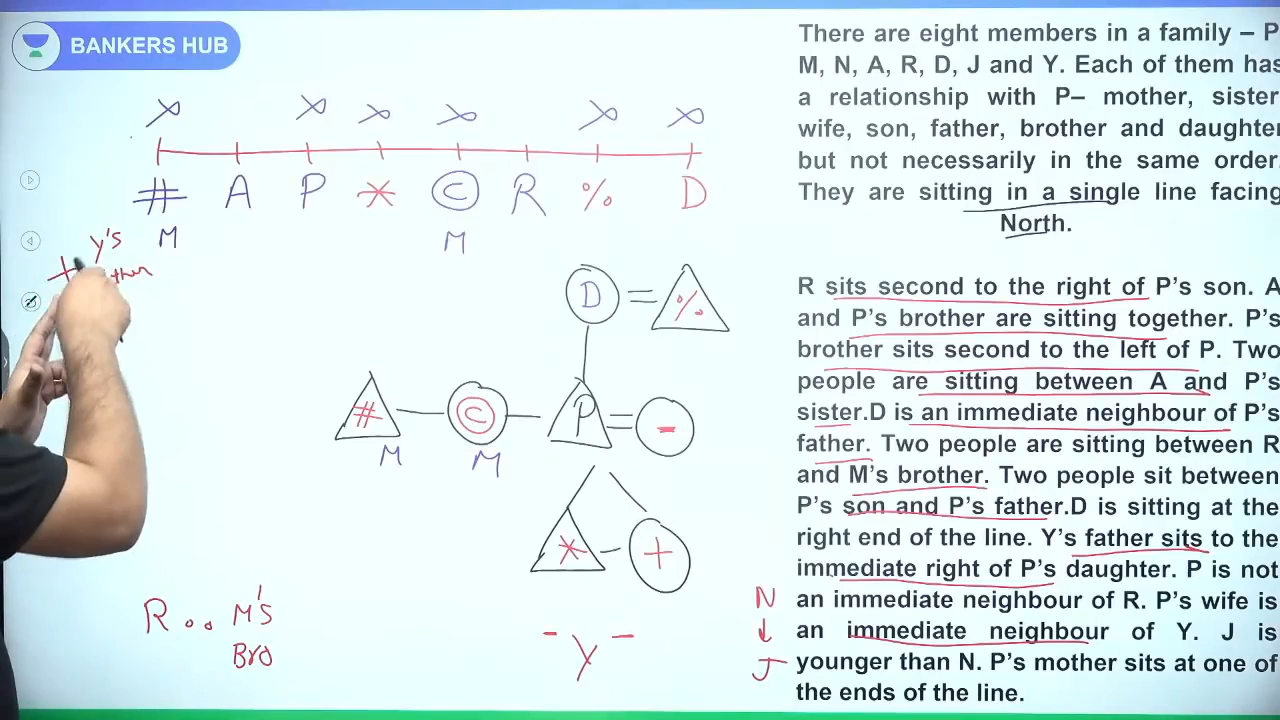 BANKERS HUB
# A P * C R % D
M M
y's
ther
+
D = %
# C P = -
M M
* +
R .. M's
Bro
- y -
N
J
There are eight members in a family – P
M, N, A, R, D, J and Y. Each of them has
a relationship with P– mother, sister
wife, son, father, brother and daughter
but not necessarily in the same order
They are sitting in a single line facing
North.
R sits second to the right of P's son. A
and P's brother are sitting together. P's
brother sits second to the left of P. Two
people are sitting between A and P's
sister.D is an immediate neighbour of P's
father. Two people are sitting between R
and M's brother. Two people sit between
P's son and P's father.D is sitting at the
right end of the line. Y's father sits to the
immediate right of P's daughter. P is not
an immediate neighbour of R. P's wife is
an immediate neighbour of Y. J is
younger than N. P's mother sits at one of
the ends of the line.